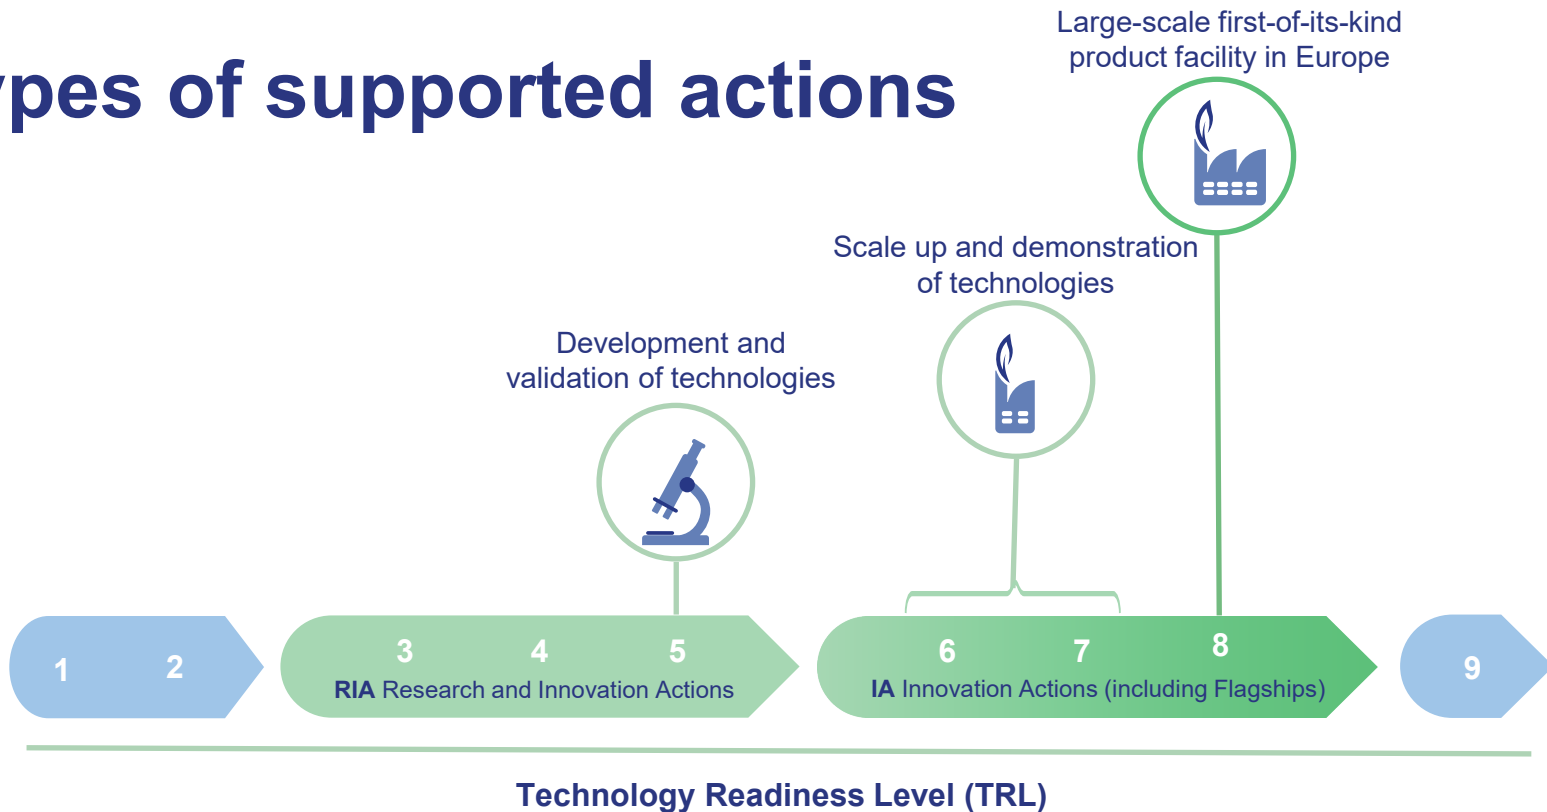 Large-scale first-of-its-kind
product facility in Europe
ypes of supported actions
Scale up and demonstration
of technologies
Development and
validation of technologies
1 2 3 4 5 6 7 8 9
RIA Research and Innovation Actions
IA Innovation Actions (including Flagships)
Technology Readiness Level (TRL)